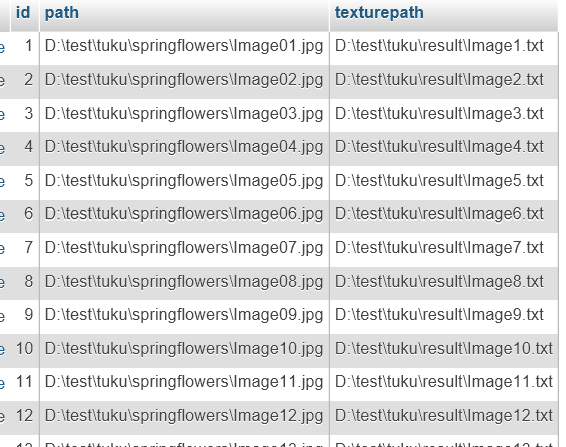 id path texturepath
e 1 D:\test\tuku\springflowers\Image01.jpg D:\test\tuku\result\Image1.txt
e 2 D:\test\tuku\springflowers\Image02.jpg D:\test\tuku\result\Image2.txt
e 3 D:\test\tuku\springflowers\Image03.jpg D:\test\tuku\result\Image3.txt
e 4 D:\test\tuku\springflowers\Image04.jpg D:\test\tuku\result\Image4.txt
e 5 D:\test\tuku\springflowers\Image05.jpg D:\test\tuku\result\Image5.txt
e 6 D:\test\tuku\springflowers\Image06.jpg D:\test\tuku\result\Image6.txt
e 7 D:\test\tuku\springflowers\Image07.jpg D:\test\tuku\result\Image7.txt
e 8 D:\test\tuku\springflowers\Image08.jpg D:\test\tuku\result\Image8.txt
e 9 D:\test\tuku\springflowers\Image09.jpg D:\test\tuku\result\Image9.txt
e 10 D:\test\tuku\springflowers\Image10.jpg D:\test\tuku\result\Image10.txt
e 11 D:\test\tuku\springflowers\Image11.jpg D:\test\tuku\result\Image11.txt
e 12 D:\test\tuku\springflowers\Image12.jpg D:\test\tuku\result\Image12.txt